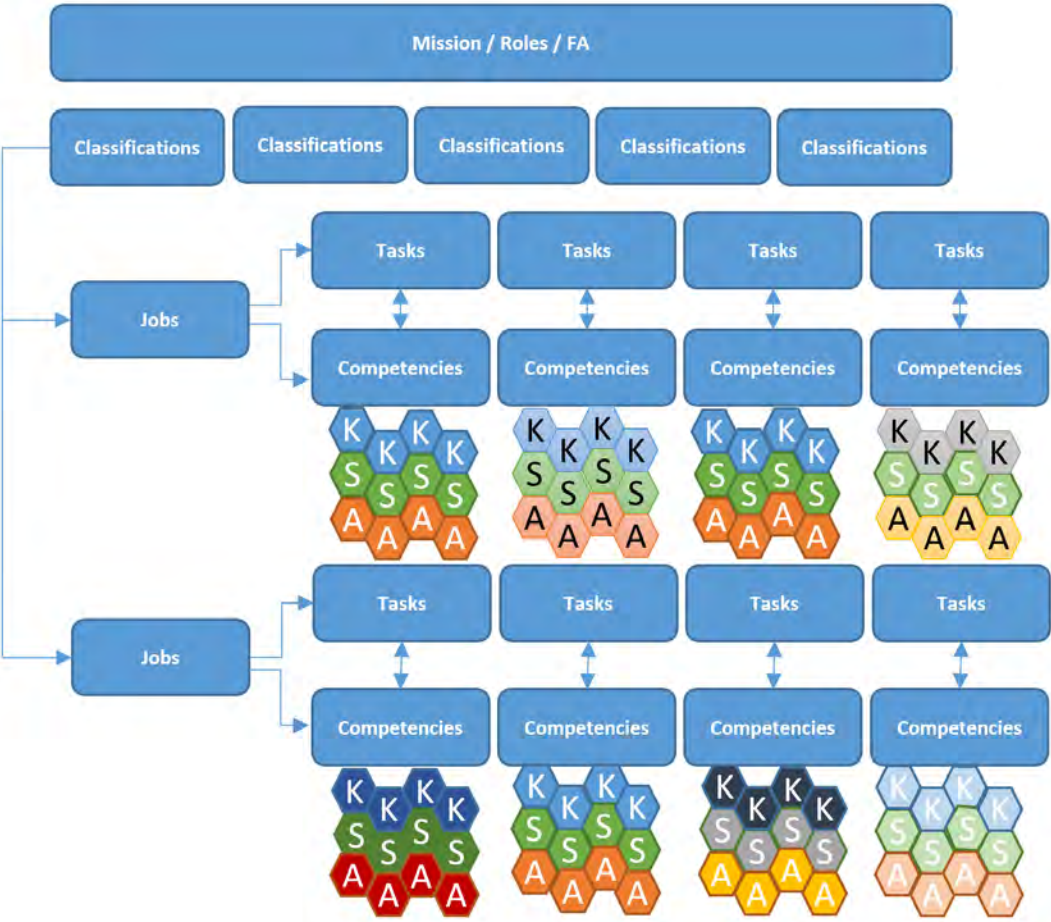 Mission / Roles / FA
Classifications Classifications Classifications Classifications Classifications
Tasks Tasks Tasks Tasks
Jobs
Competencies Competencies Competencies Competencies
K K K K K K K K K K K K K K K K
S S S S S S S S S S S S S S S S
A A A A A A A A A A A A A A A A
Tasks Tasks Tasks Tasks
Jobs
Competencies Competencies Competencies Competencies
K K K K K K K K K K K K K K K K
S S S S S S S S S S S S S S S S
A A A A A A A A A A A A A A A A